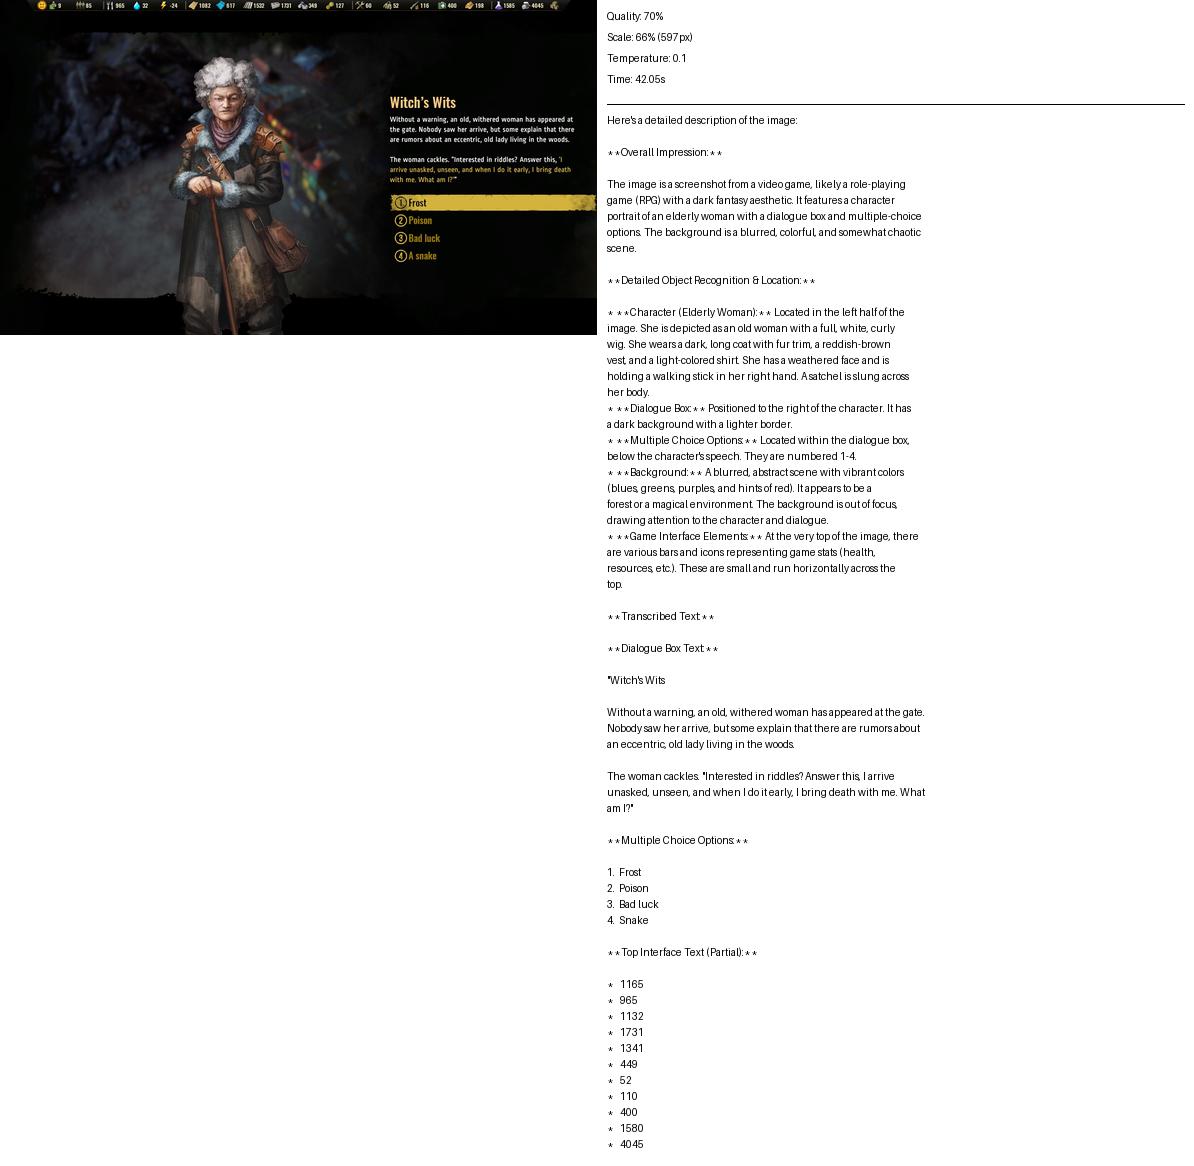 9 85 965 32 -24 1082 617 1532 1731 349 127 60 52 116 400 198 1585 4045
Witch's Wits
Without a warning, an old, withered woman has appeared at
the gate. Nobody saw her arrive, but some explain that there
are rumors about an eccentric, old lady living in the woods.
The woman cackles. "Interested in riddles? Answer this, 'I
arrive unasked, unseen, and when I do it early, I bring death
with me. What am I?'"
1 Frost
2 Poison
3 Bad luck
4 A snake
Quality: 70%
Scale: 66% (597px)
Temperature: 0.1
Time: 42.05s
Here's a detailed description of the image:
**Overall Impression:**
The image is a screenshot from a video game, likely a role-playing
game (RPG) with a dark fantasy aesthetic. It features a character
portrait of an elderly woman with a dialogue box and multiple-choice
options. The background is a blurred, colorful, and somewhat chaotic
scene.
**Detailed Object Recognition & Location:**
* **Character (Elderly Woman):** Located in the left half of the
image. She is depicted as an old woman with a full, white, curly
wig. She wears a dark, long coat with fur trim, a reddish-brown
vest, and a light-colored shirt. She has a weathered face and is
holding a walking stick in her right hand. A satchel is slung across
her body.
* **Dialogue Box:** Positioned to the right of the character. It has
a dark background with a lighter border.
* **Multiple Choice Options:** Located within the dialogue box,
below the character's speech. They are numbered 1-4.
* **Background:** A blurred, abstract scene with vibrant colors
(blues, greens, purples, and hints of red). It appears to be a
forest or a magical environment. The background is out of focus,
drawing attention to the character and dialogue.
* **Game Interface Elements:** At the very top of the image, there
are various bars and icons representing game stats (health,
resources, etc.). These are small and run horizontally across the
top.
**Transcribed Text:**
**Dialogue Box Text:**
"Witch's Wits
Without a warning, an old, withered woman has appeared at the gate.
Nobody saw her arrive, but some explain that there are rumors about
an eccentric, old lady living in the woods.
The woman cackles. "Interested in riddles? Answer this, I arrive
unasked, unseen, and when I do it early, I bring death with me. What
am I?"
**Multiple Choice Options:**
1. Frost
2. Poison
3. Bad luck
4. Snake
**Top Interface Text (Partial):**
* 1165
* 965
* 1132
* 1731
* 1341
* 449
* 52
* 110
* 400
* 1580
* 4045